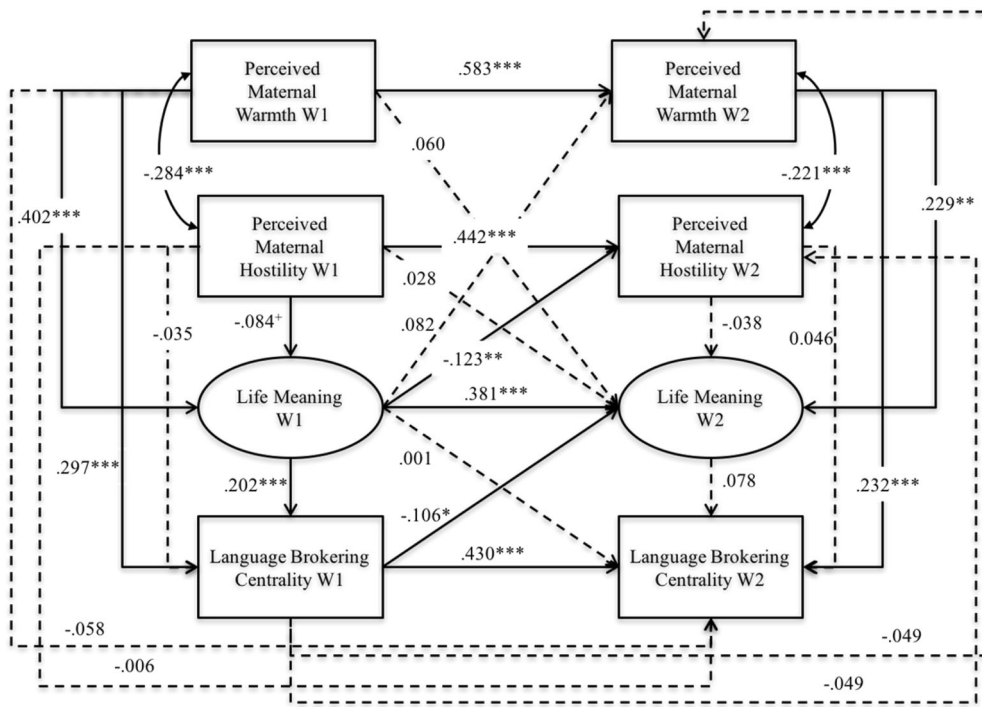 Perceived
Maternal
Warmth W1
.583***
Perceived
Maternal
Warmth W2
.060
-.284***
-.221***
.402***
.229**
Perceived
Maternal
Hostility W1
.442***
Perceived
Maternal
Hostility W2
.028
-.035
-.084+
.082
-.038
0.046
-.123**
Life Meaning
W1
.381***
Life Meaning
W2
.297***
.202***
.001
.078
.232***
-.106*
Language Brokering
Centrality W1
.430***
Language Brokering
Centrality W2
-.058
-.049
-.006
-.049